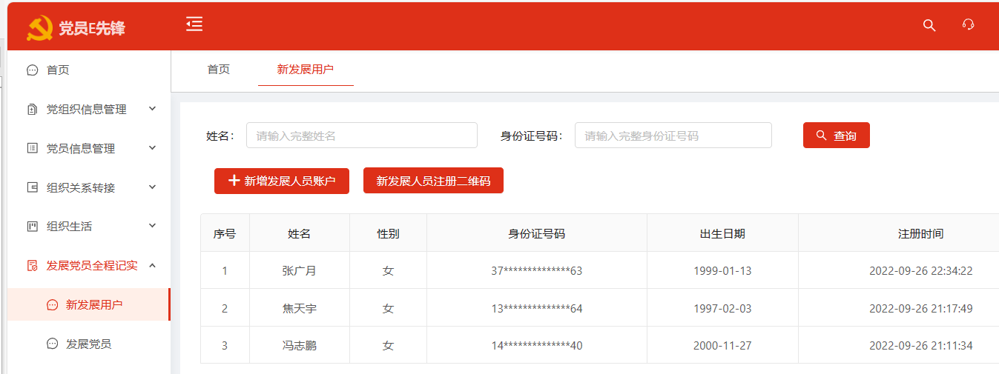 党员E先锋
首页
党组织信息管理
党员信息管理
组织关系转接
组织生活
发展党员全程记实
新发展用户
发展党员
首页 新发展用户
姓名： 请输入完整姓名 身份证号码： 请输入完整身份证号码 查询
新增发展人员账户 新发展人员注册二维码
序号 姓名 性别 身份证号码 出生日期 注册时间
1 张广月 女 37**************63 1999-01-13 2022-09-26 22:34:22
2 焦天宇 女 13**************64 1997-02-03 2022-09-26 21:17:49
3 冯志鹏 女 14**************40 2000-11-27 2022-09-26 21:11:34